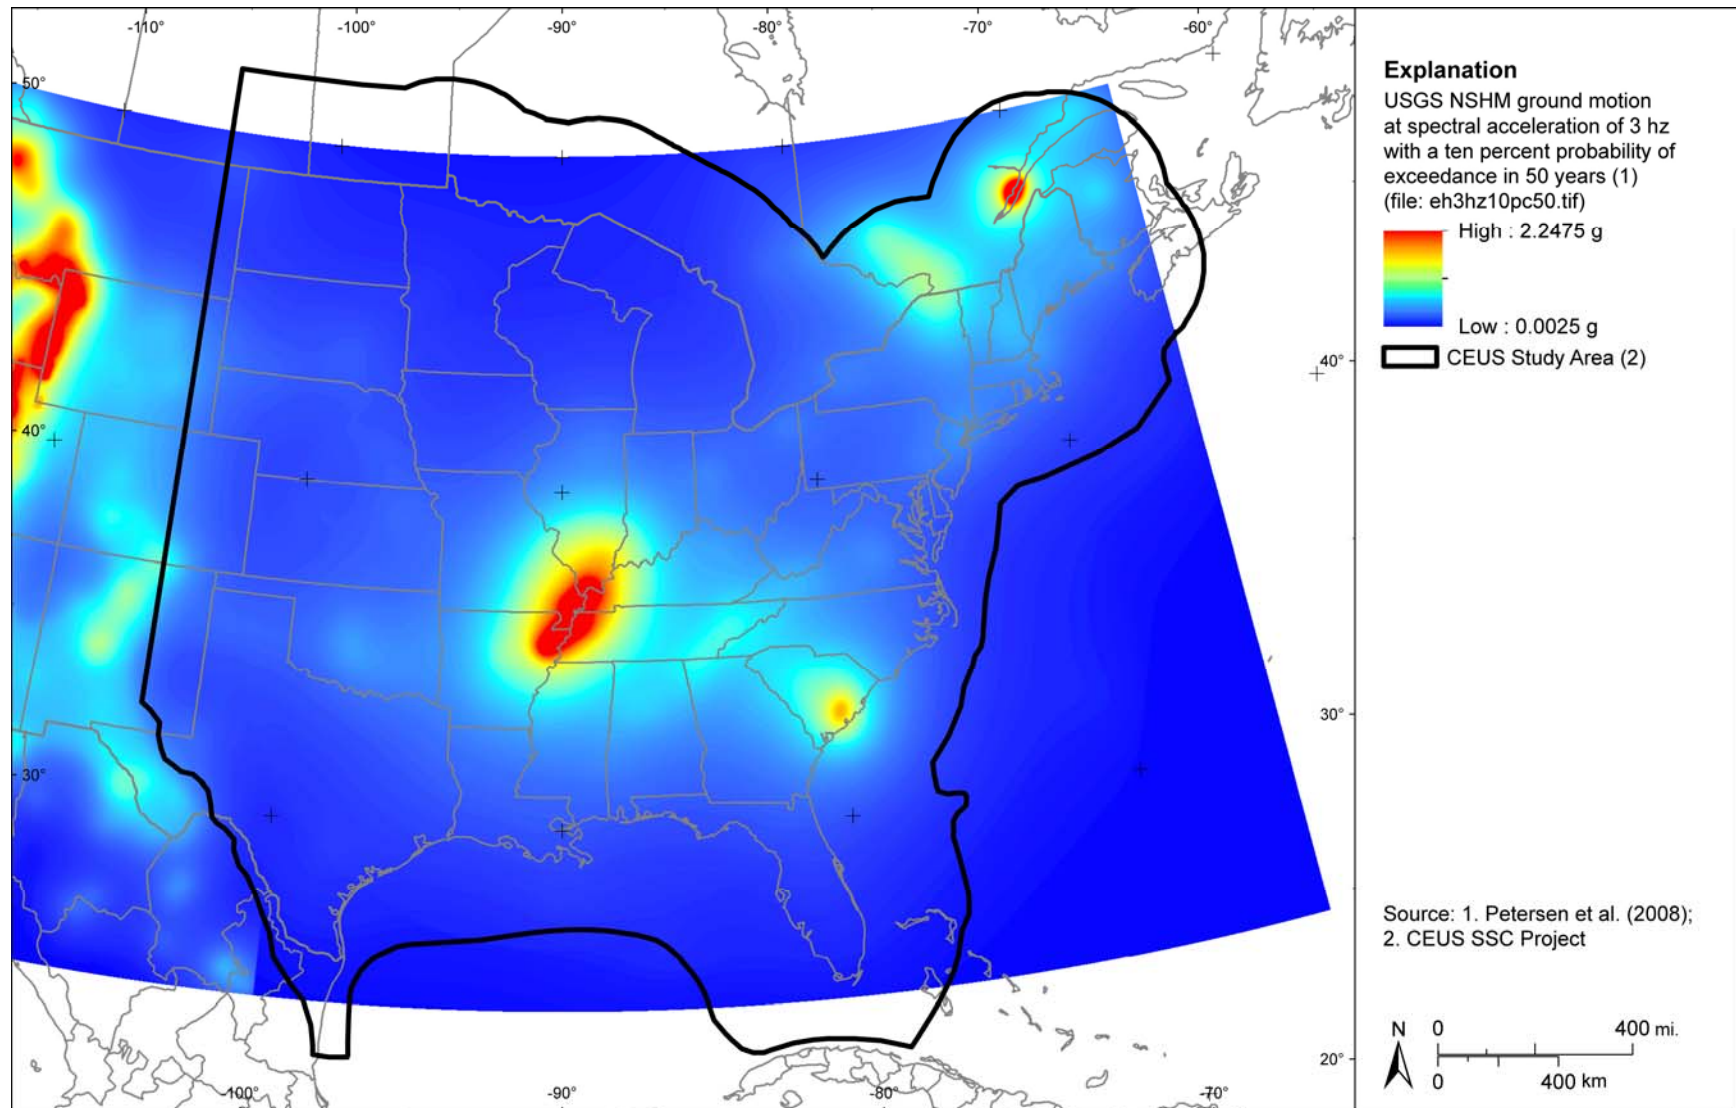 -110° -100° -90° -80° -70° -60°
50°
40°
30°
40°
30°
20°
-100° -90° -80° -70°
Explanation
USGS NSHM ground motion
at spectral acceleration of 3 hz
with a ten percent probability of
exceedance in 50 years (1)
(file: eh3hz10pc50.tif)
High : 2.2475 g
Low : 0.0025 g
CEUS Study Area (2)
Source: 1. Petersen et al. (2008);
2. CEUS SSC Project
N 0 400 mi.
0 400 km